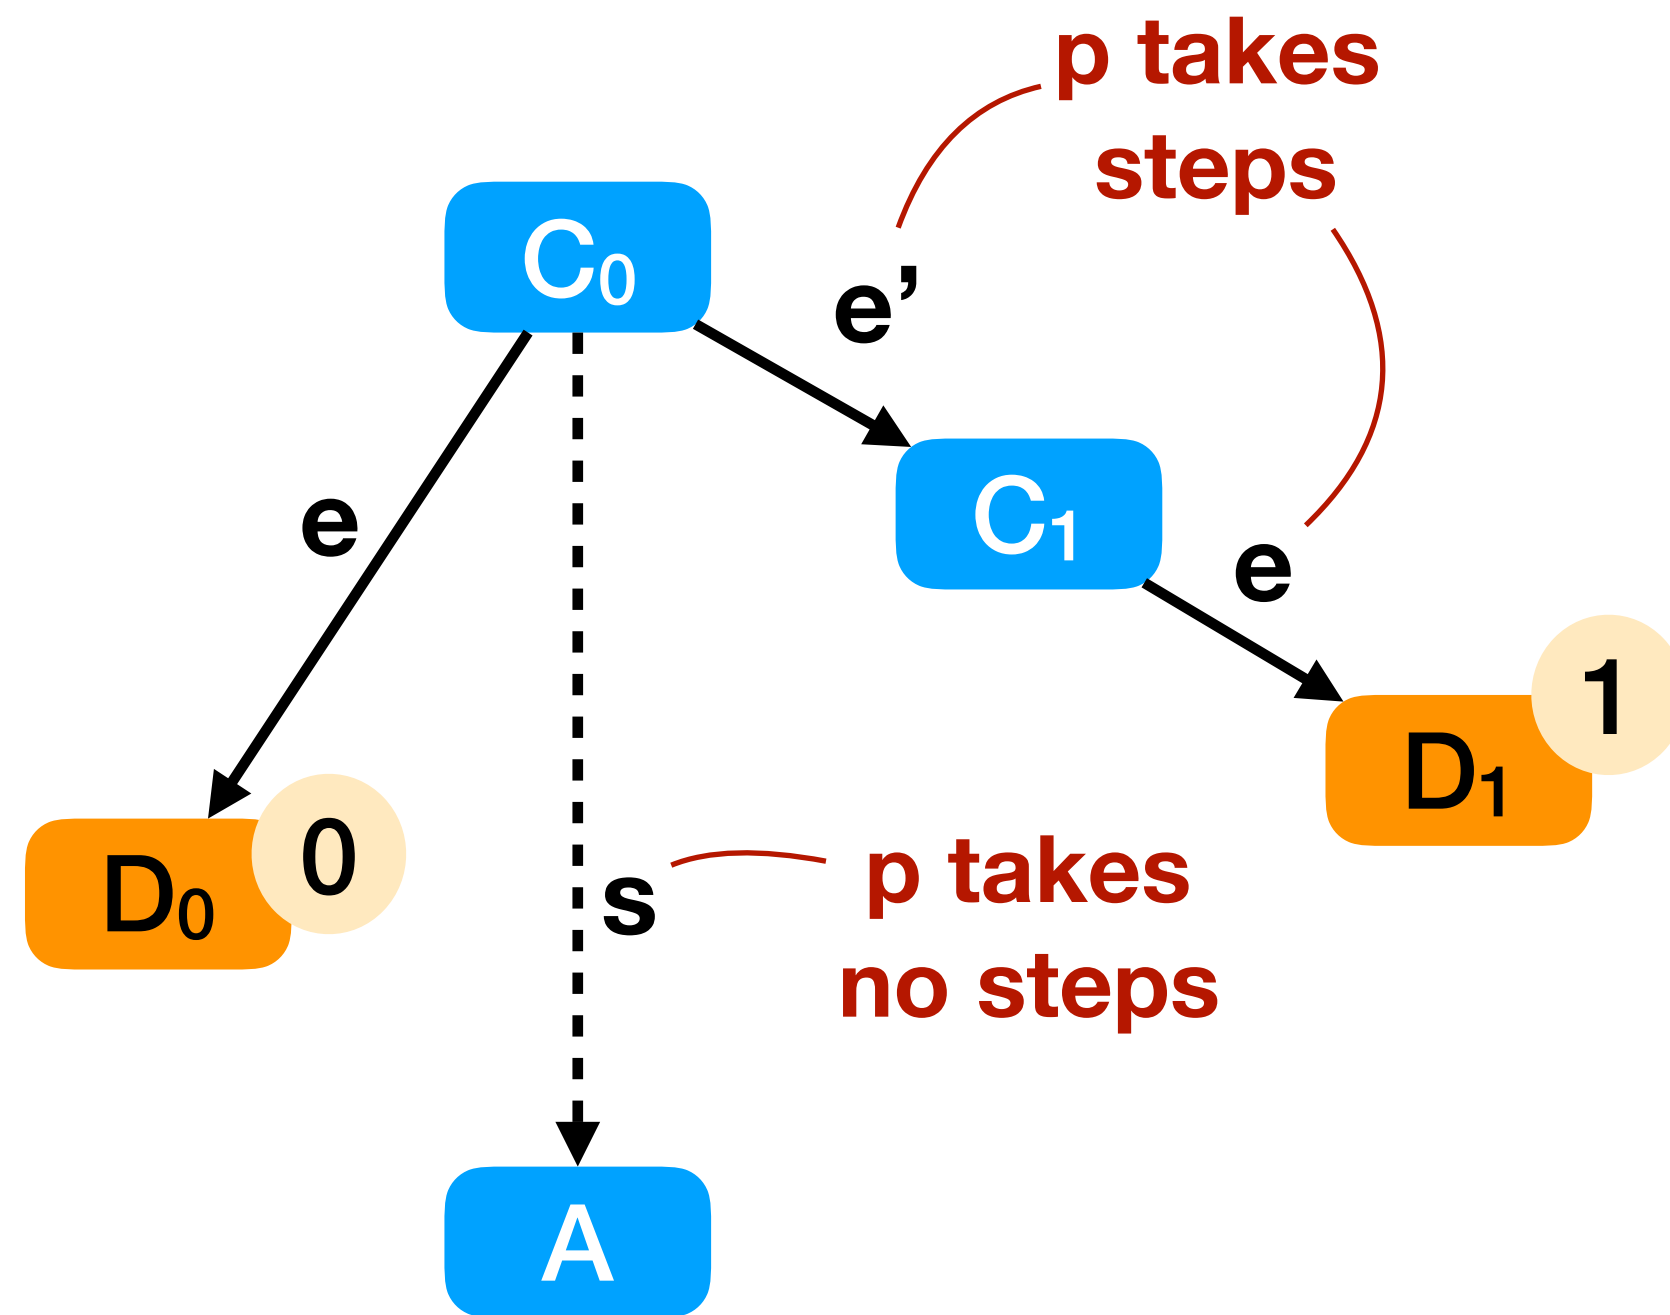 p takes
steps
C₀
e’
e
C₁
e
1
D₁
0
D₀
s
p takes
no steps
A